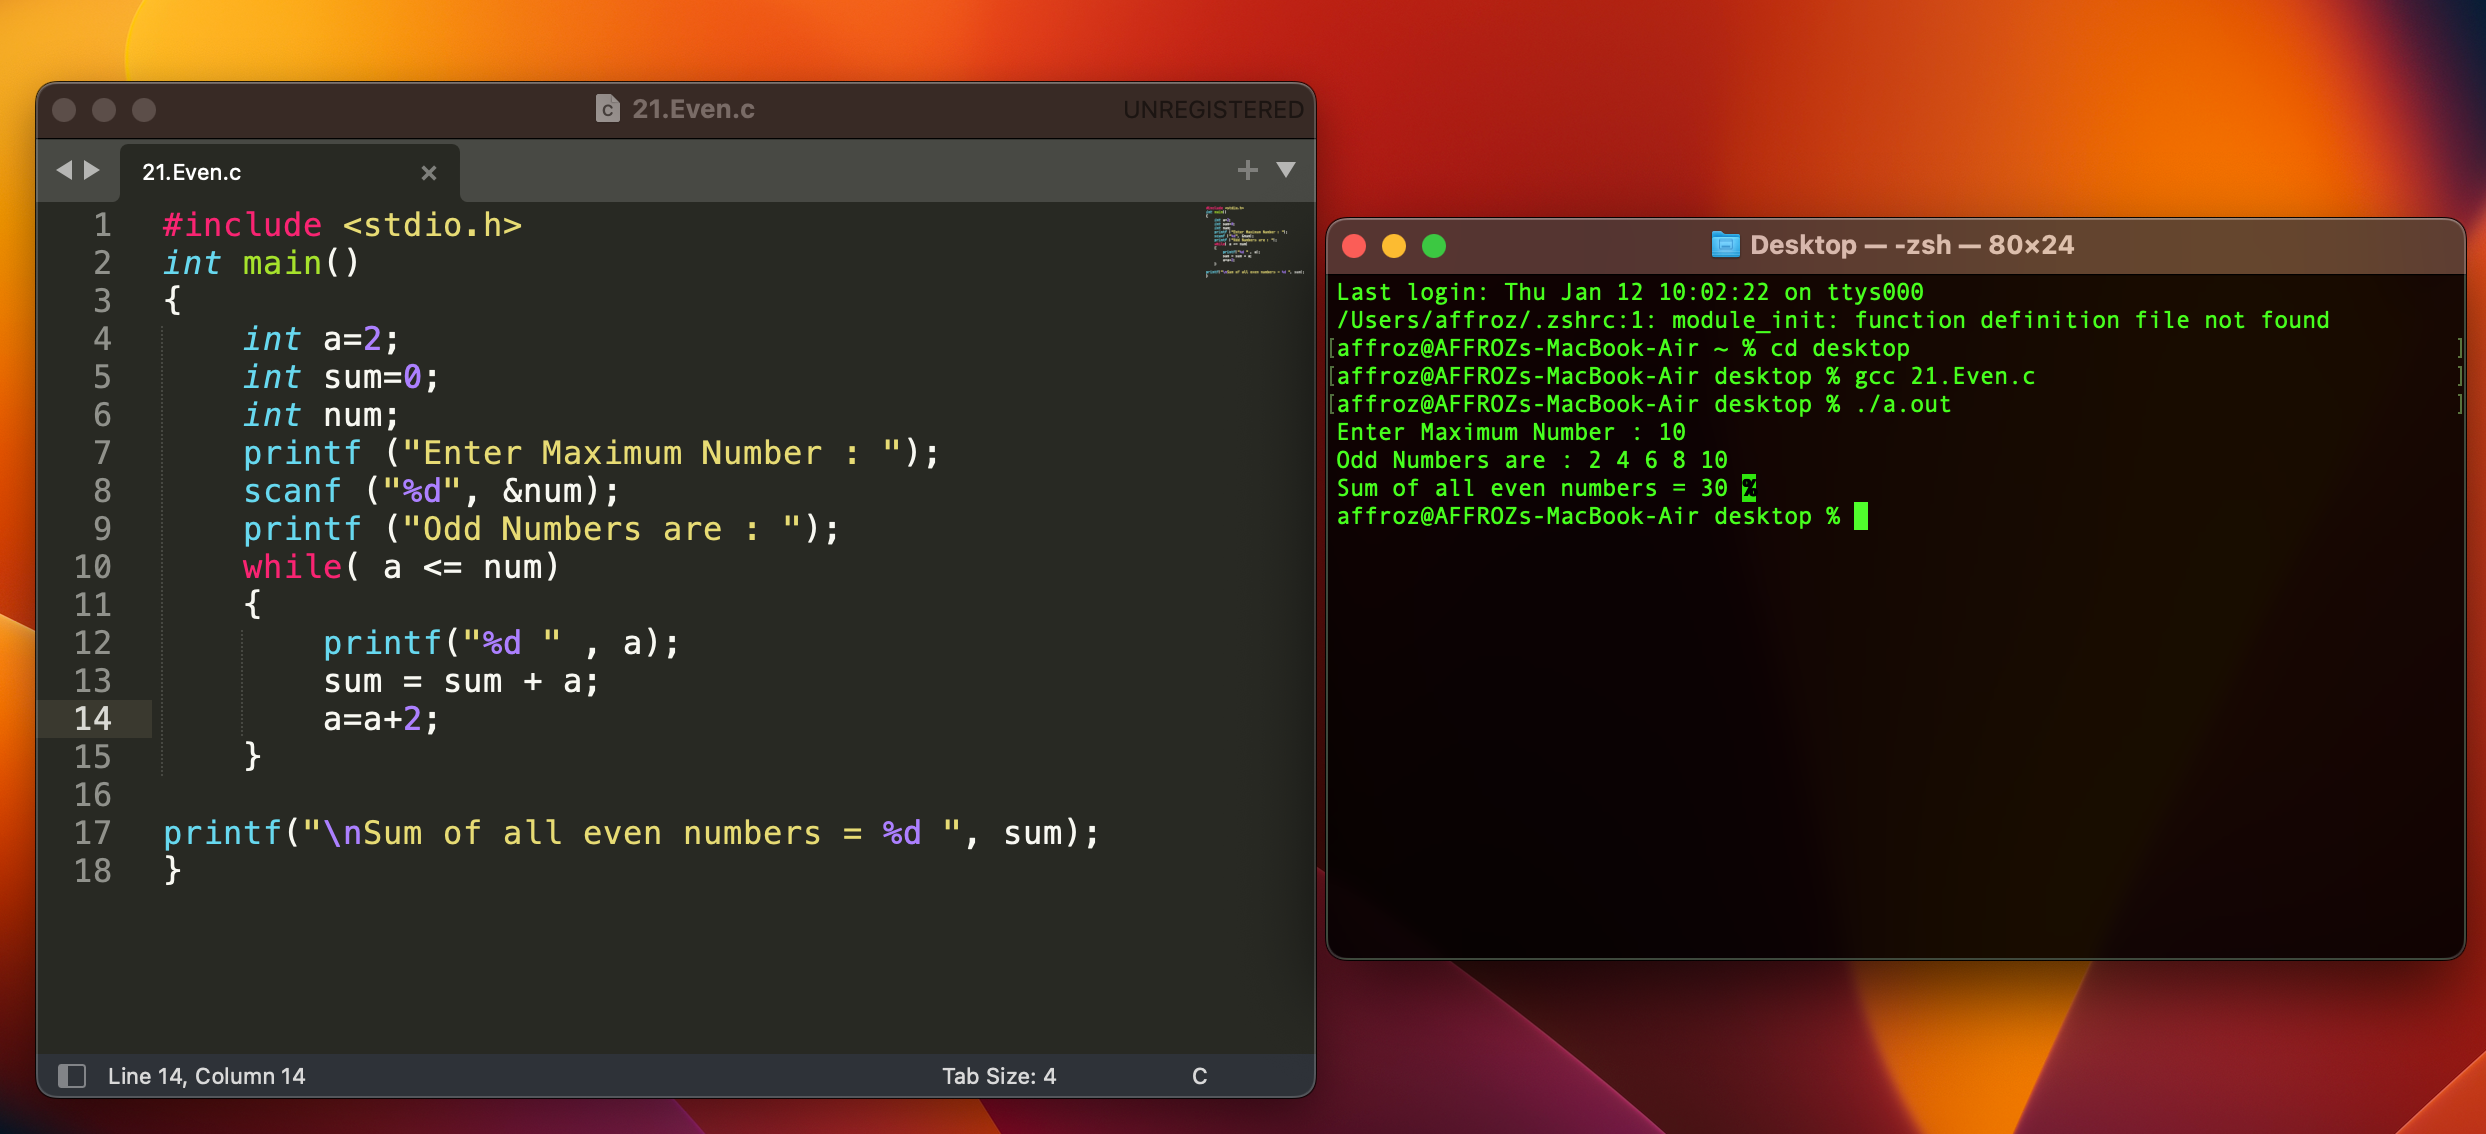 21.Even.c
UNREGISTERED
21.Even.c
1 #include <stdio.h>
2 int main()
3 {
4     int a=2;
5     int sum=0;
6     int num;
7     printf ("Enter Maximum Number : ");
8     scanf ("%d", &num);
9     printf ("Odd Numbers are : ");
10     while( a <= num)
11     {
12         printf("%d " , a);
13         sum = sum + a;
14         a=a+2;
15     }
16
17 printf("\nSum of all even numbers = %d ", sum);
18 }
Line 14, Column 14
Tab Size: 4
C
Desktop — -zsh — 80×24
Last login: Thu Jan 12 10:02:22 on ttys000
/Users/affroz/.zshrc:1: module_init: function definition file not found
[affroz@AFFROZs-MacBook-Air ~ % cd desktop ]
[affroz@AFFROZs-MacBook-Air desktop % gcc 21.Even.c ]
[affroz@AFFROZs-MacBook-Air desktop % ./a.out ]
Enter Maximum Number : 10
Odd Numbers are : 2 4 6 8 10
Sum of all even numbers = 30 %
affroz@AFFROZs-MacBook-Air desktop %